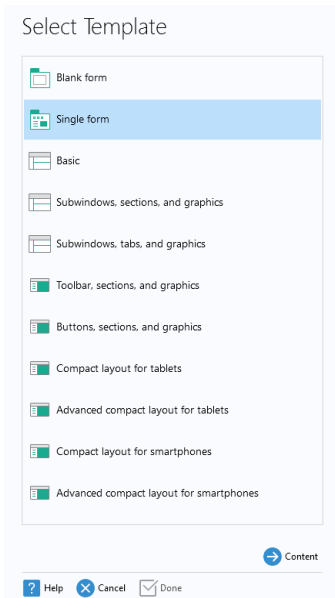 Select Template
Blank form
Single form
Basic
Subwindows, sections, and graphics
Subwindows, tabs, and graphics
Toolbar, sections, and graphics
Buttons, sections, and graphics
Compact layout for tablets
Advanced compact layout for tablets
Compact layout for smartphones
Advanced compact layout for smartphones
Content
? Help Cancel Done